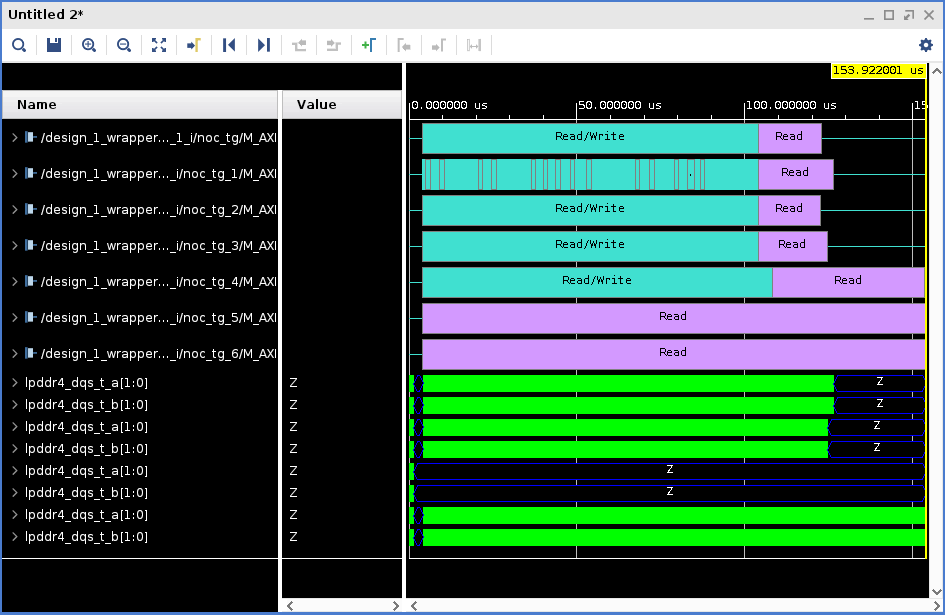 Untitled 2*
153.922001 us
Name
Value
0.000000 us
50.000000 us
100.000000 us
15
/design_1_wrapper..._1_i/noc_tg/M_AXI
Read/Write
Read
/design_1_wrapper..._i/noc_tg_1/M_AXI
Read
/design_1_wrapper..._i/noc_tg_2/M_AXI
Read/Write
Read
/design_1_wrapper..._i/noc_tg_3/M_AXI
Read/Write
Read
/design_1_wrapper..._i/noc_tg_4/M_AXI
Read/Write
Read
/design_1_wrapper..._i/noc_tg_5/M_AXI
Read
/design_1_wrapper..._i/noc_tg_6/M_AXI
Read
lpddr4_dqs_t_a[1:0] Z Z
lpddr4_dqs_t_b[1:0] Z Z
lpddr4_dqs_t_a[1:0] Z Z
lpddr4_dqs_t_b[1:0] Z Z
lpddr4_dqs_t_a[1:0] Z Z
lpddr4_dqs_t_b[1:0] Z Z
lpddr4_dqs_t_a[1:0] Z
lpddr4_dqs_t_b[1:0] Z